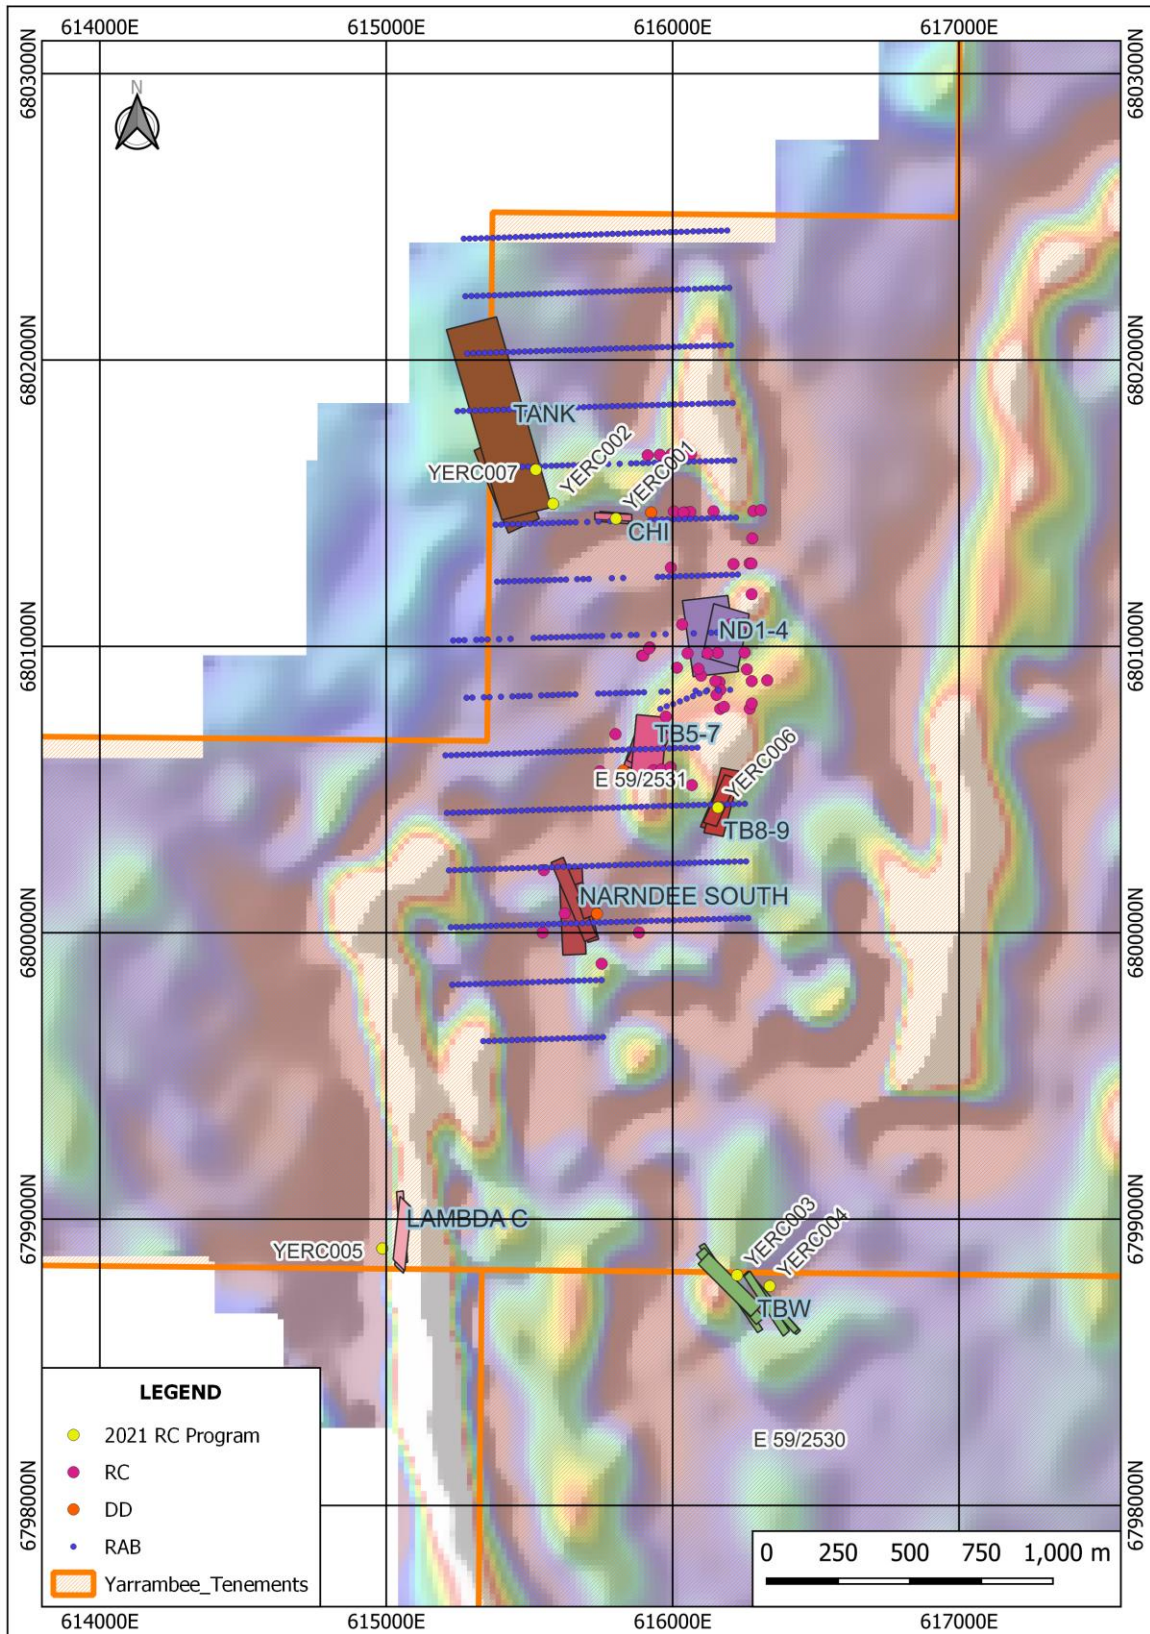 614000E 615000E 616000E 617000E
6803000N
6803000N
N
6802000N
6802000N
TANK
YERC002
YERC001
YERC007
CHI
6801000N
6801000N
ND1-4
TB5-7
E 59/2531
YERC006
TB8-9
NARNDEE SOUTH
6800000N
6800000N
LAMBDA C
6799000N
6799000N
YERC005
YERC003
YERC004
TBW
E 59/2530
6798000N
6798000N
LEGEND
2021 RC Program
RC
DD
RAB
Yarrambee_Tenements
0 250 500 750 1,000 m
614000E 615000E 616000E 617000E